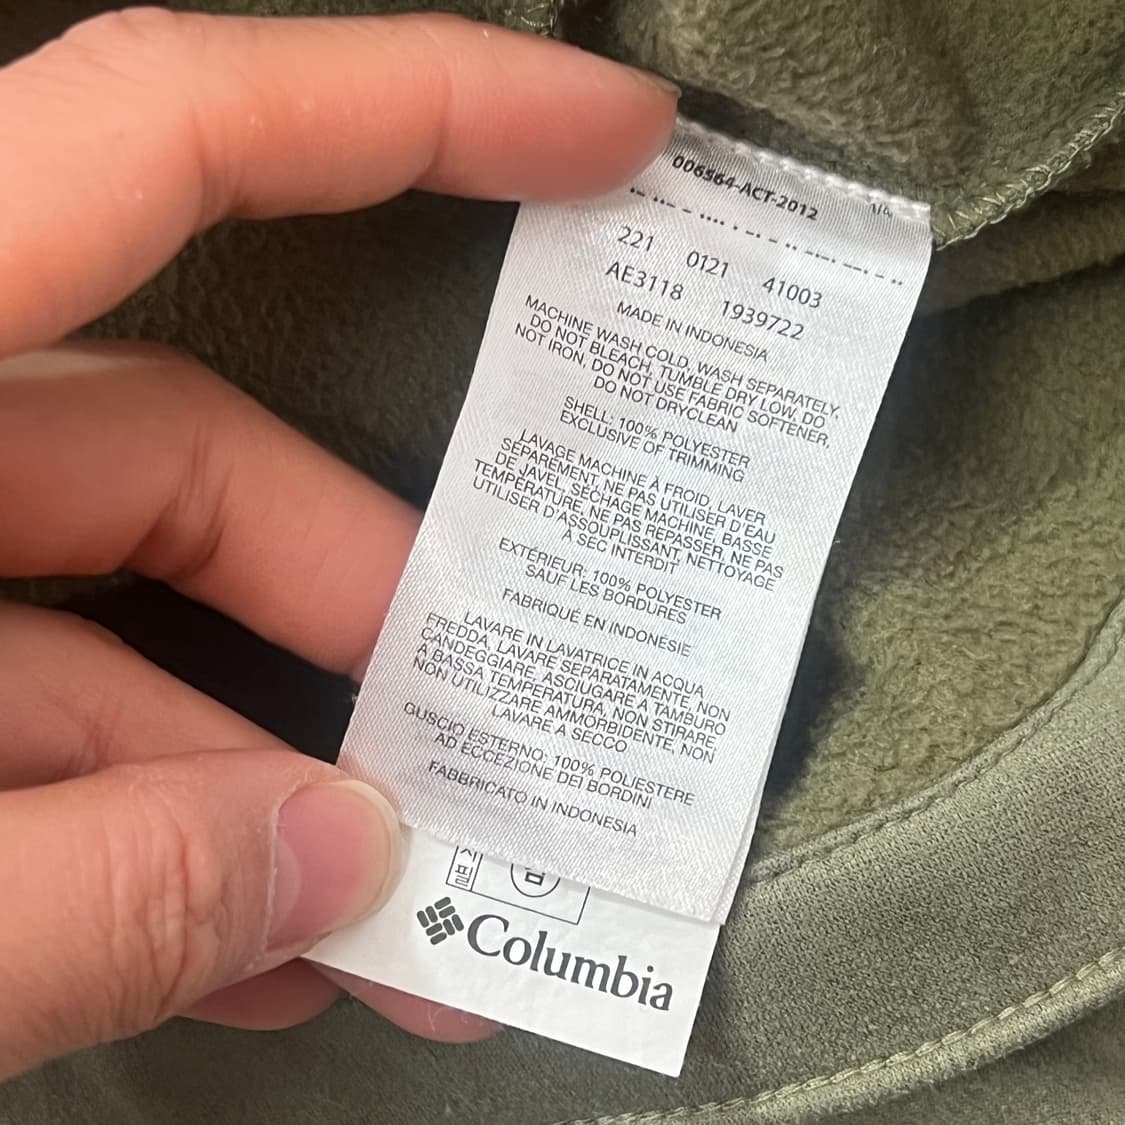 006564-ACT-2012 1/4
221 0121 41003
AE3118 1939722
MADE IN INDONESIA
MACHINE WASH COLD, WASH SEPARATELY,
DO NOT BLEACH, TUMBLE DRY LOW. DO
NOT IRON, DO NOT USE FABRIC SOFTENER,
DO NOT DRYCLEAN
SHELL: 100% POLYESTER
EXCLUSIVE OF TRIMMING
LAVAGE MACHINE À FROID, LAVER
SÉPARÉMENT, NE PAS UTILISER D'EAU
DE JAVEL, SÉCHAGE MACHINE, BASSE
TEMPÉRATURE, NE PAS REPASSER, NE PAS
UTILISER D'ASSOUPLISSANT, NETTOYAGE
À SEC INTERDIT
EXTERIEUR: 100% POLYESTER
SAUF LES BORDURES
FABRIQUÉ EN INDONÉSIE
LAVARE IN LAVATRICE IN ACQUA
FREDDA, LAVARE SEPARATAMENTE, NON
CANDEGGIARE, ASCIUGARE A TAMBURO
A BASSA TEMPERATURA, NON STIRARE,
NON UTILIZZARE AMMORBIDENTE, NON
LAVARE A SECCO
GUSCIO ESTERNO: 100% POLIESTERE
AD ECCEZIONE DEI BORDINI
FABBRICATO IN INDONESIA
필
Columbia